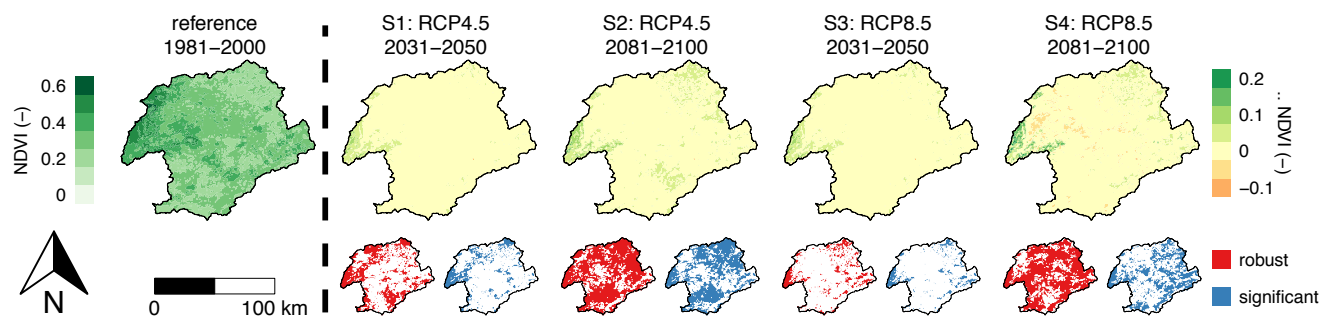 reference
1981–2000
S1: RCP4.5
2031–2050
S2: RCP4.5
2081–2100
S3: RCP8.5
2031–2050
S4: RCP8.5
2081–2100
NDVI (–)
0.6
0.4
0.2
0
0.2
0.1
0
–0.1
.. NDVI (–)
N
0
100 km
robust
significant